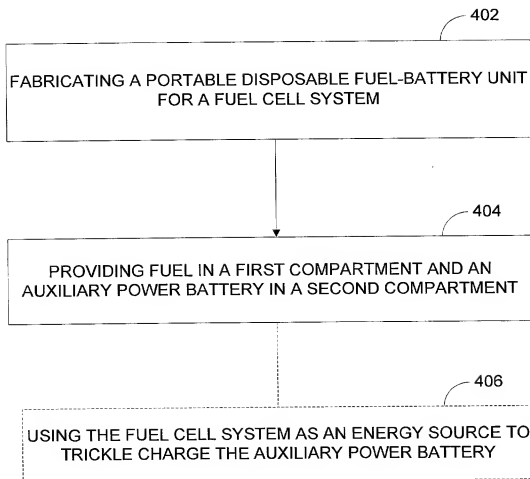 402
FABRICATING A PORTABLE DISPOSABLE FUEL-BATTERY UNIT
FOR A FUEL CELL SYSTEM
404
PROVIDING FUEL IN A FIRST COMPARTMENT AND AN
AUXILIARY POWER BATTERY IN A SECOND COMPARTMENT
406
USING THE FUEL CELL SYSTEM AS AN ENERGY SOURCE TO
TRICKLE CHARGE THE AUXILIARY POWER BATTERY